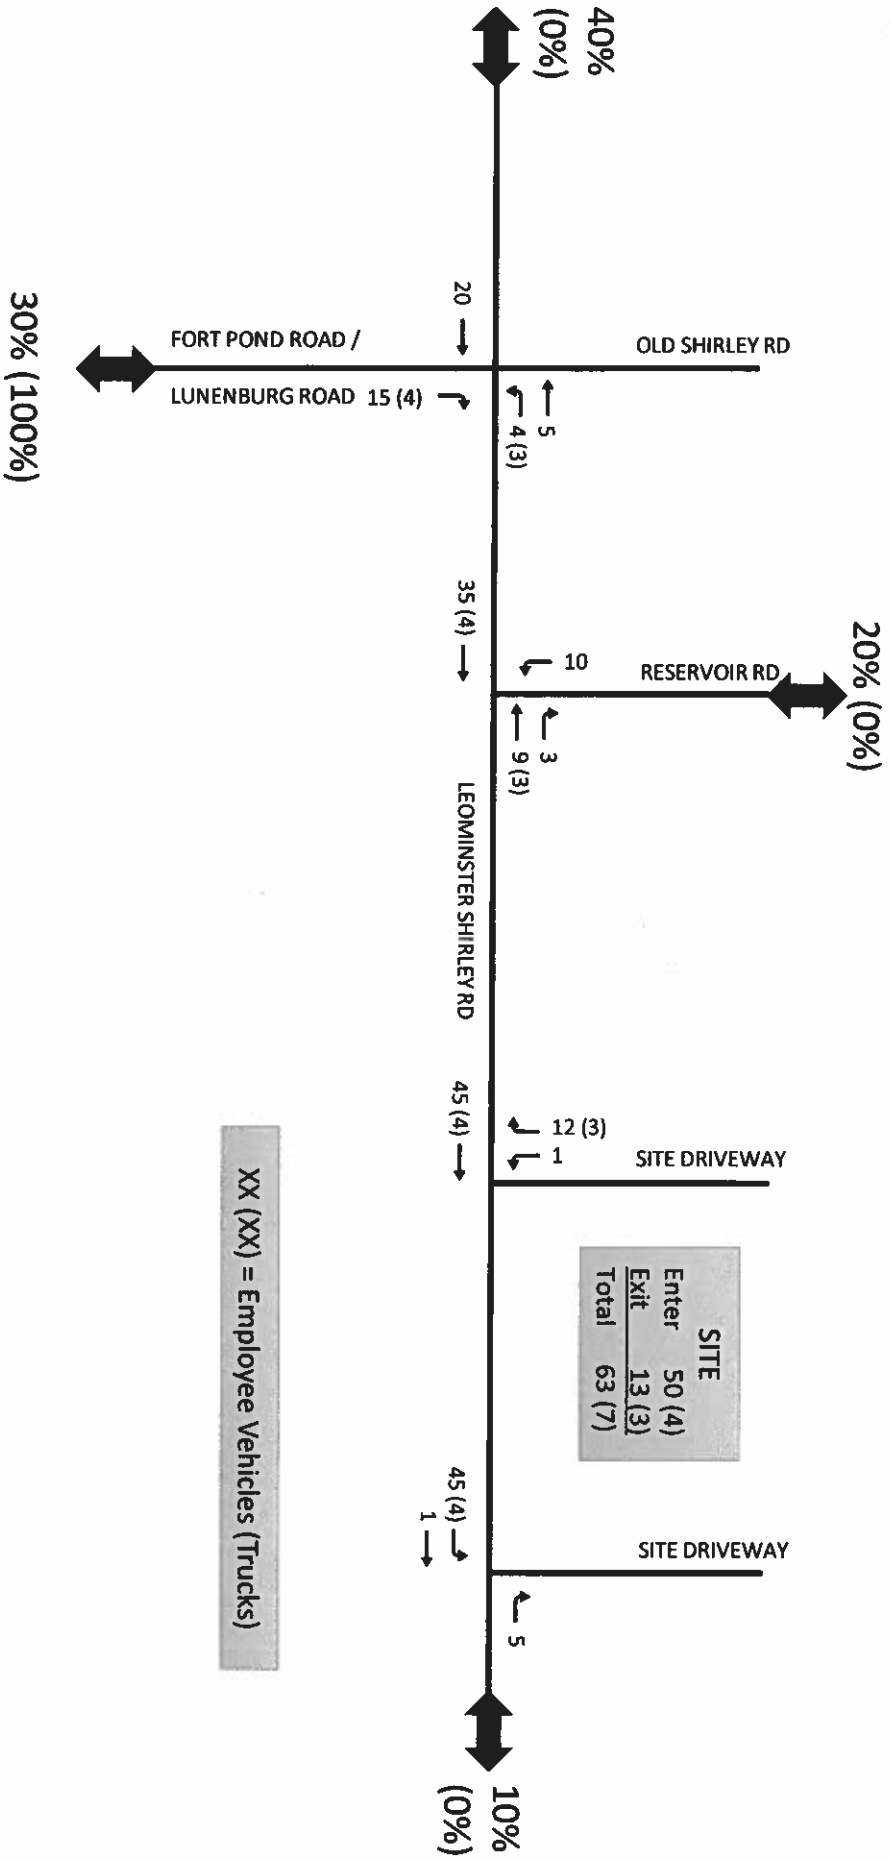 40%
(0%)
20
FORT POND ROAD /
LUNENBURG ROAD
15 (4)
30% (100%)
OLD SHIRLEY RD
5
4 (3)
35 (4)
10
RESERVOIR RD
20% (0%)
3
9 (3)
LEOMINSTER SHIRLEY RD
45 (4)
12 (3)
1
SITE DRIVEWAY
SITE
Enter 50 (4)
Exit 13 (3)
Total 63 (7)
45 (4)
1
SITE DRIVEWAY
5
10%
(0%)
XX (XX) = Employee Vehicles (Trucks)